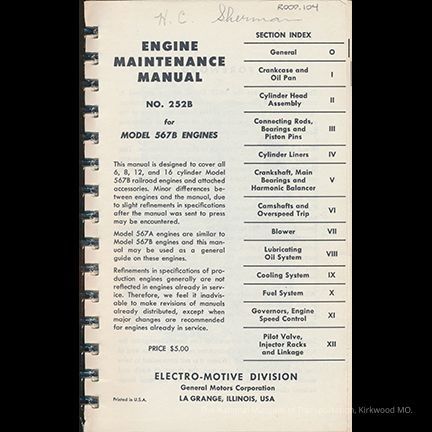 H. C. Sherman
R007.104
ENGINE
MAINTENANCE
MANUAL
NO. 252B
for
MODEL 567B ENGINES
This manual is designed to cover all
6, 8, 12, and 16 cylinder Model
567B railroad engines and attached
accessories. Minor differences be-
tween engines and the manual, due
to slight refinements in specifications
after the manual was sent to press
may be encountered.
Model 567A engines are similar to
Model 567B engines and this man-
ual may be used as a general
guide on these engines.
Refinements in specifications of pro-
duction engines generally are not
reflected in engines already in serv-
ice. Therefore, we feel it inadvis-
able to make revisions of manuals
already distributed, except when
major changes are recommended
for engines already in service.
PRICE $5.00
SECTION INDEX
General O
Crankcase and
Oil Pan I
Cylinder Head
Assembly II
Connecting Rods,
Bearings and III
Piston Pins
Cylinder Liners IV
Crankshaft, Main
Bearings and V
Harmonic Balancer
Camshafts and
Overspeed Trip VI
Blower VII
Lubricating
Oil System VIII
Cooling System IX
Fuel System X
Governors, Engine
Speed Control XI
Pilot Valve,
Injector Racks XII
and Linkage
ELECTRO-MOTIVE DIVISION
General Motors Corporation
Printed in U.S.A. LA GRANGE, ILLINOIS, USA
The National Museum of Transportation, Kirkwood MO.